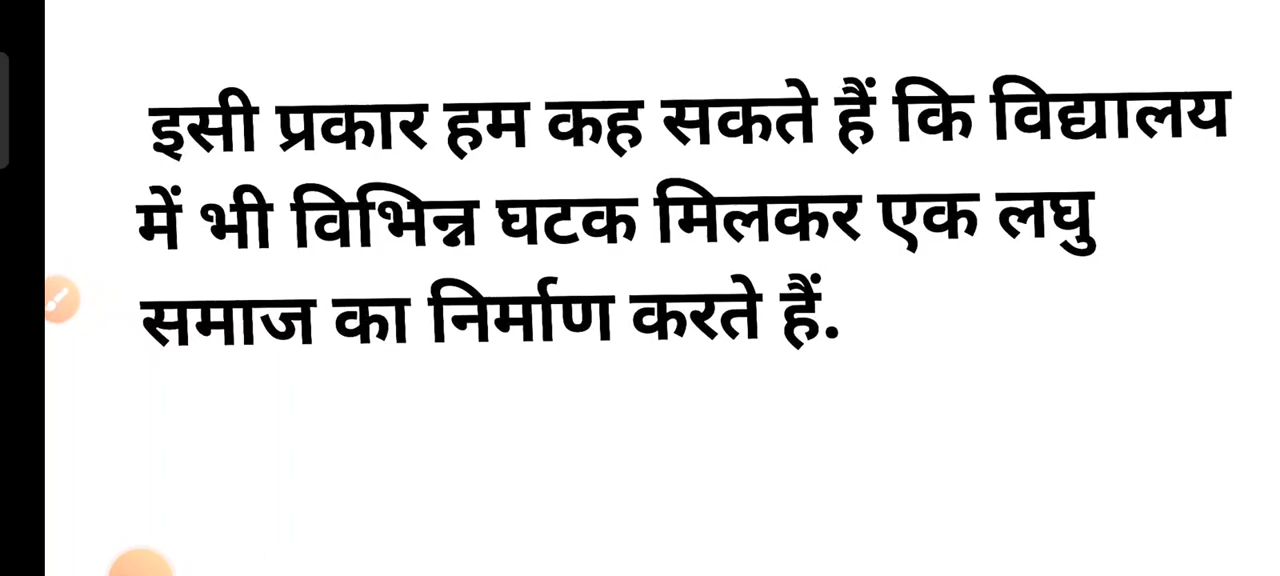 इसी प्रकार हम कह सकते हैं कि विद्यालय
में भी विभिन्न घटक मिलकर एक लघु
समाज का निर्माण करते हैं.